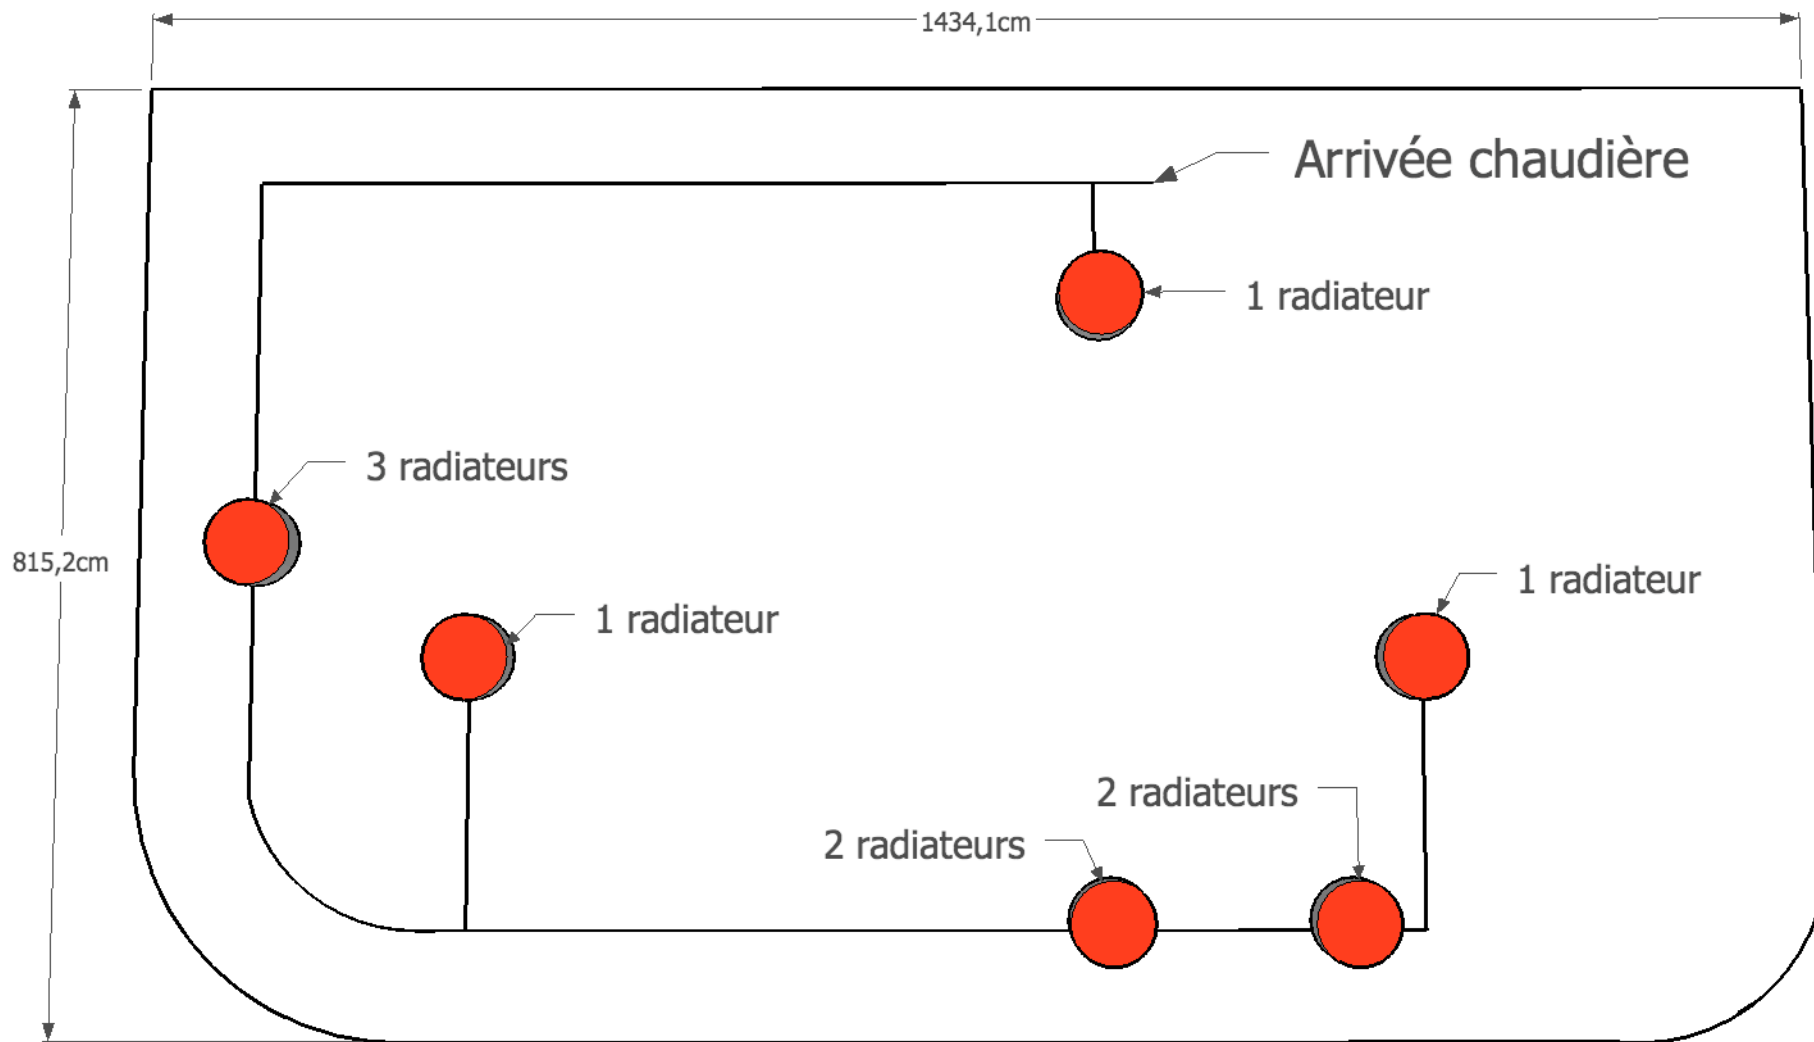 1434,1cm
Arrivée chaudière
1 radiateur
3 radiateurs
815,2cm
1 radiateur
1 radiateur
2 radiateurs
2 radiateurs